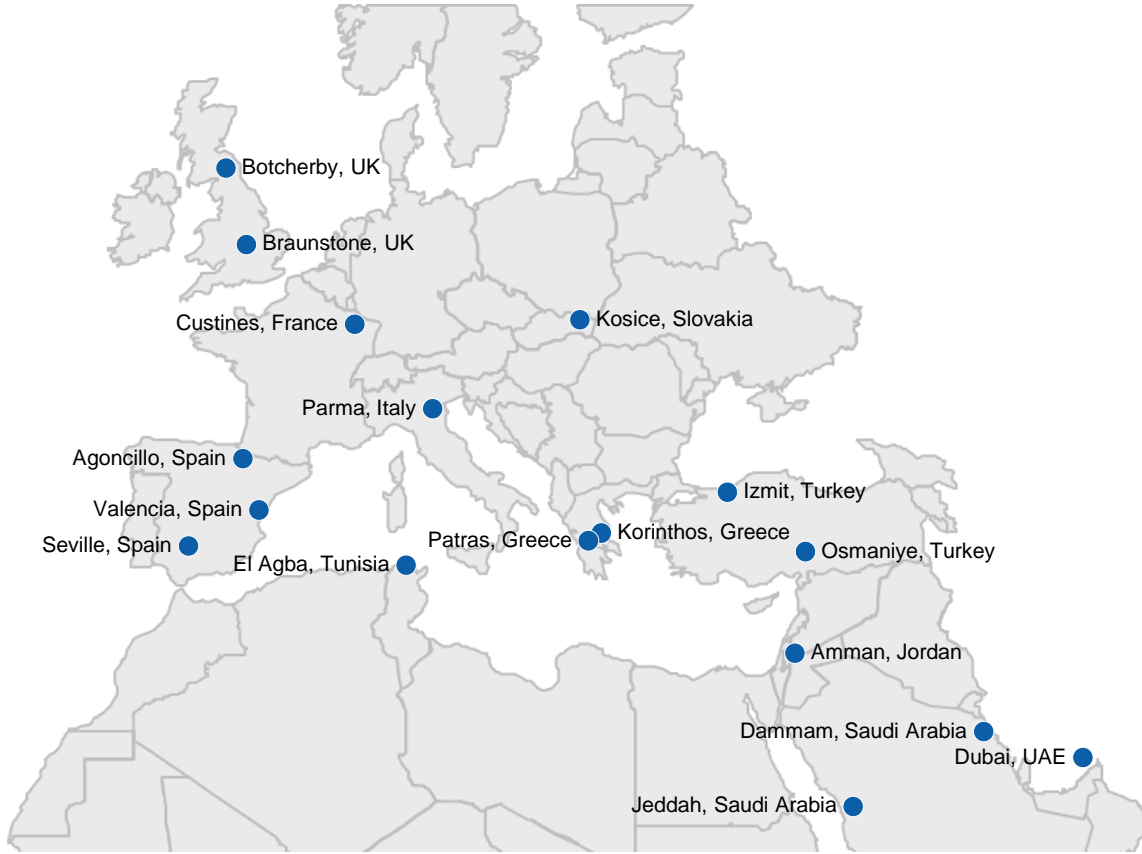 Botcherby, UK
Braunstone, UK
Custines, France
Kosice, Slovakia
Parma, Italy
Agoncillo, Spain
Izmit, Turkey
Valencia, Spain
Korinthos, Greece
Patras, Greece
Seville, Spain
Osmaniye, Turkey
El Agba, Tunisia
Amman, Jordan
Dammam, Saudi Arabia
Dubai, UAE
Jeddah, Saudi Arabia